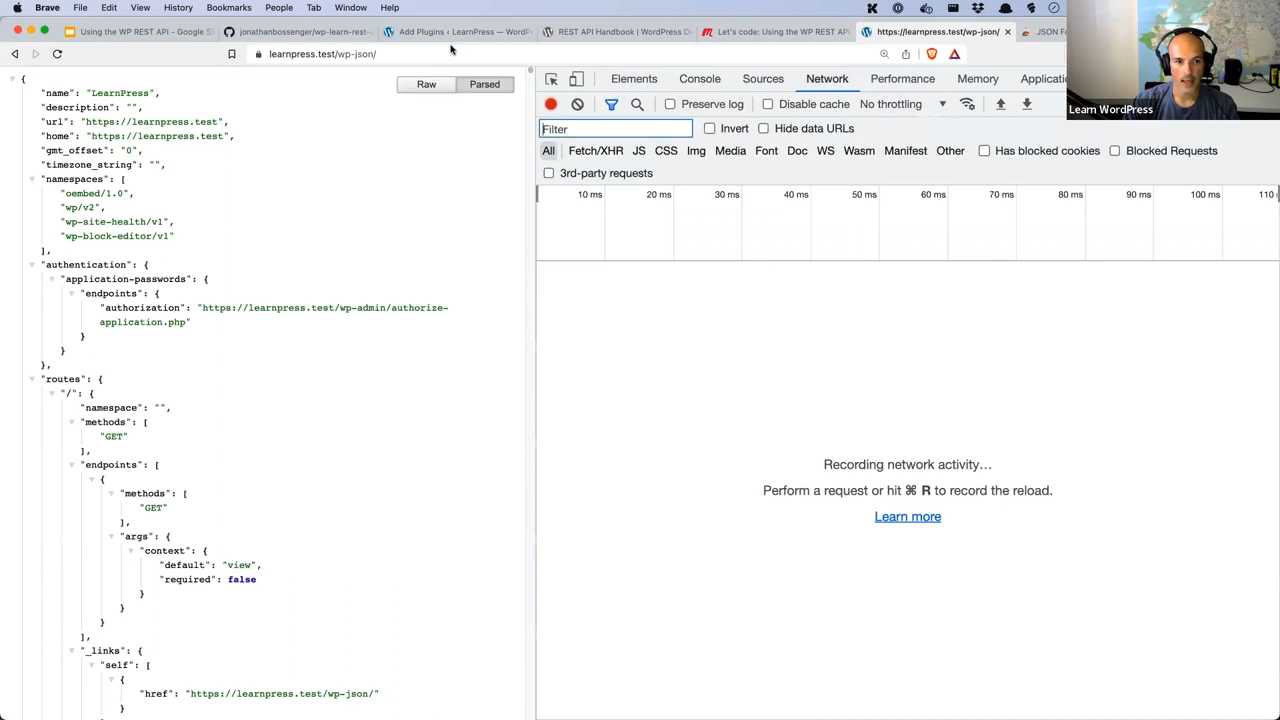 Brave File Edit View History Bookmarks People Tab Window Help
Using the WP REST API - Google Sl
jonathanbossenger/wp-learn-rest-
Add Plugins ‹ LearnPress — WordP
REST API Handbook | WordPress D
Let's code: Using the WP REST API
https://learnpress.test/wp-json/
JSON F
learnpress.test/wp-json/
Raw Parsed
{
"name": "LearnPress",
"description": "",
"url": "https://learnpress.test",
"home": "https://learnpress.test",
"gmt_offset": "0",
"timezone_string": "",
"namespaces": [
"oembed/1.0",
"wp/v2",
"wp-site-health/v1",
"wp-block-editor/v1"
],
"authentication": {
"application-passwords": {
"endpoints": {
"authorization": "https://learnpress.test/wp-admin/authorize-
application.php"
}
}
},
"routes": {
"/": {
"namespace": "",
"methods": [
"GET"
],
"endpoints": [
{
"methods": [
"GET"
],
"args": {
"context": {
"default": "view",
"required": false
}
}
}
],
"_links": {
"self": [
{
"href": "https://learnpress.test/wp-json/"
}
Elements Console Sources Network Performance Memory Applicatio
Preserve log Disable cache No throttling
Filter Invert Hide data URLs
All Fetch/XHR JS CSS Img Media Font Doc WS Wasm Manifest Other Has blocked cookies Blocked Requests
3rd-party requests
10 ms 20 ms 30 ms 40 ms 50 ms 60 ms 70 ms 80 ms 90 ms 100 ms 110
Recording network activity…
Perform a request or hit ⌘ R to record the reload.
Learn more
Learn WordPress